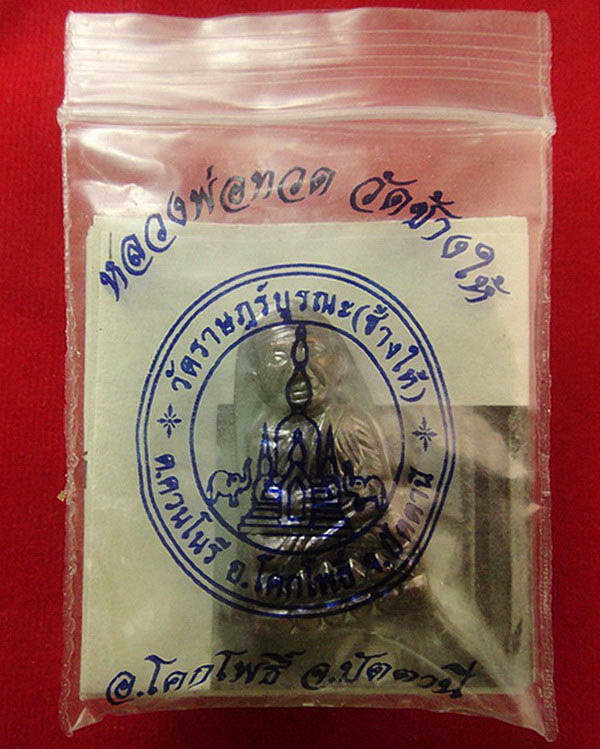 หลวงพ่อทวด วัดช้างให้
วัดราษฎร์บูรณะ(ช้างให้)
ต.ควนโนรี อ.โคกโพธิ์ จ.ปัตตานี
อ.โคกโพธิ์ จ.ปัตตานี